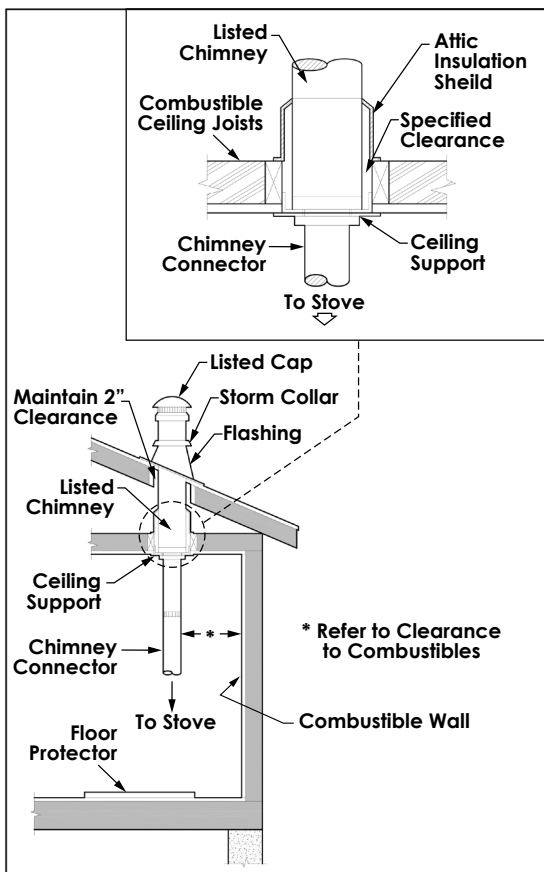 Listed
Chimney
Attic
Insulation
Sheild
Combustible
Ceiling Joists
Specified
Clearance
Chimney
Connector
Ceiling
Support
To Stove
Listed Cap
Maintain 2"
Clearance
Storm Collar
Flashing
Listed
Chimney
Ceiling
Support
*
* Refer to Clearance
to Combustibles
Chimney
Connector
To Stove
Combustible Wall
Floor
Protector